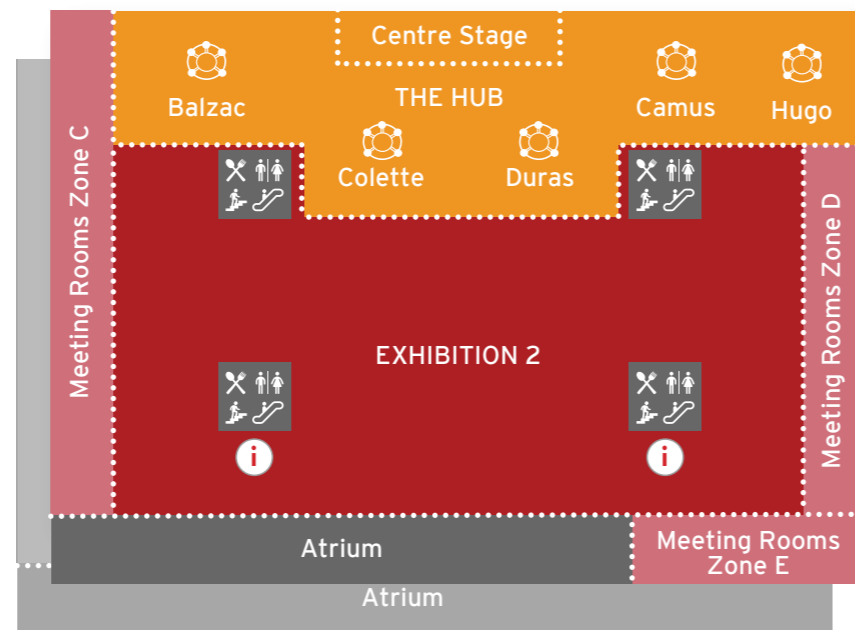 Centre Stage
THE HUB
Balzac
Camus
Hugo
Colette
Duras
Meeting Rooms Zone C
Meeting Rooms Zone D
EXHIBITION 2
i
i
Atrium
Meeting Rooms
Zone E
Atrium